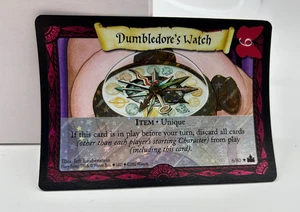 Dumbledore's Watch
6
ITEM • Unique
If this card is in play before your turn, discard all cards
(other than each player's starting Character) from play
(including this card).